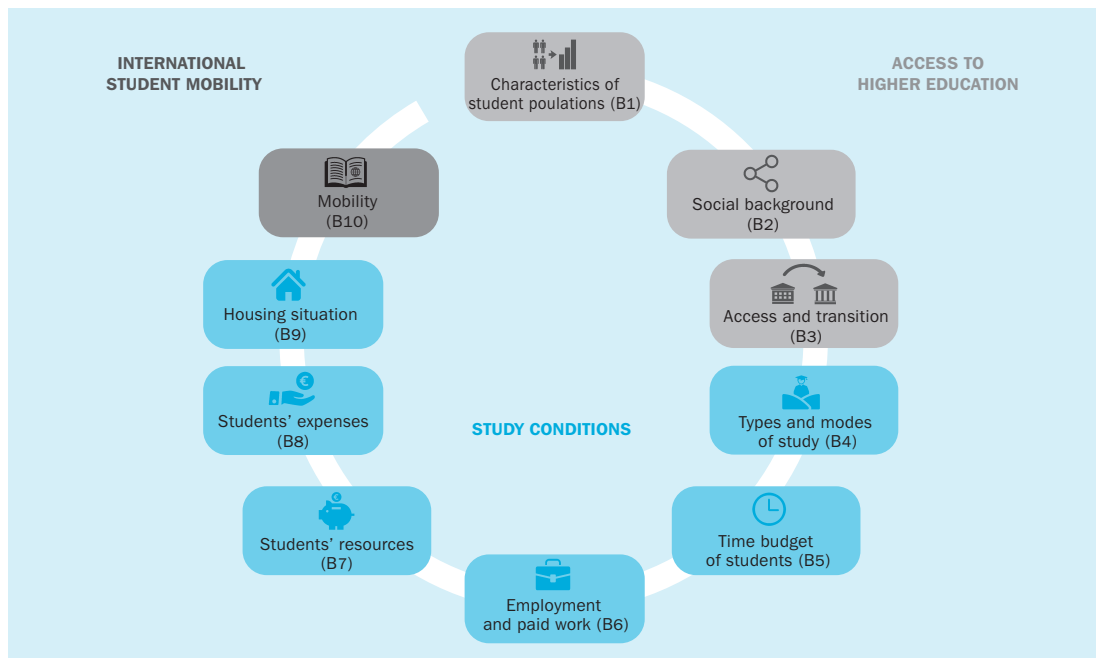 INTERNATIONAL
STUDENT MOBILITY
ACCESS TO
HIGHER EDUCATION
Characteristics of
student poulations (B1)
Social background
(B2)
Access and transition
(B3)
Types and modes
of study (B4)
Time budget
of students (B5)
Employment
and paid work (B6)
Students’ resources
(B7)
Students’ expenses
(B8)
Housing situation
(B9)
Mobility
(B10)
STUDY CONDITIONS